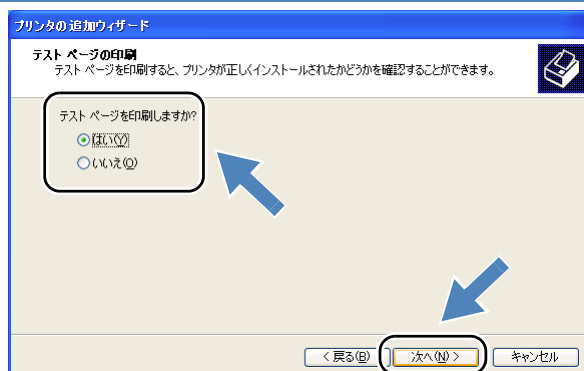 プリンタの追加ウィザード
テスト ページの印刷
テスト ページを印刷すると、プリンタが正しくインストールされたかどうかを確認することができます。
テスト ページを印刷しますか?
はい(Y)
いいえ(O)
< 戻る(B)
次へ(N) >
キャンセル